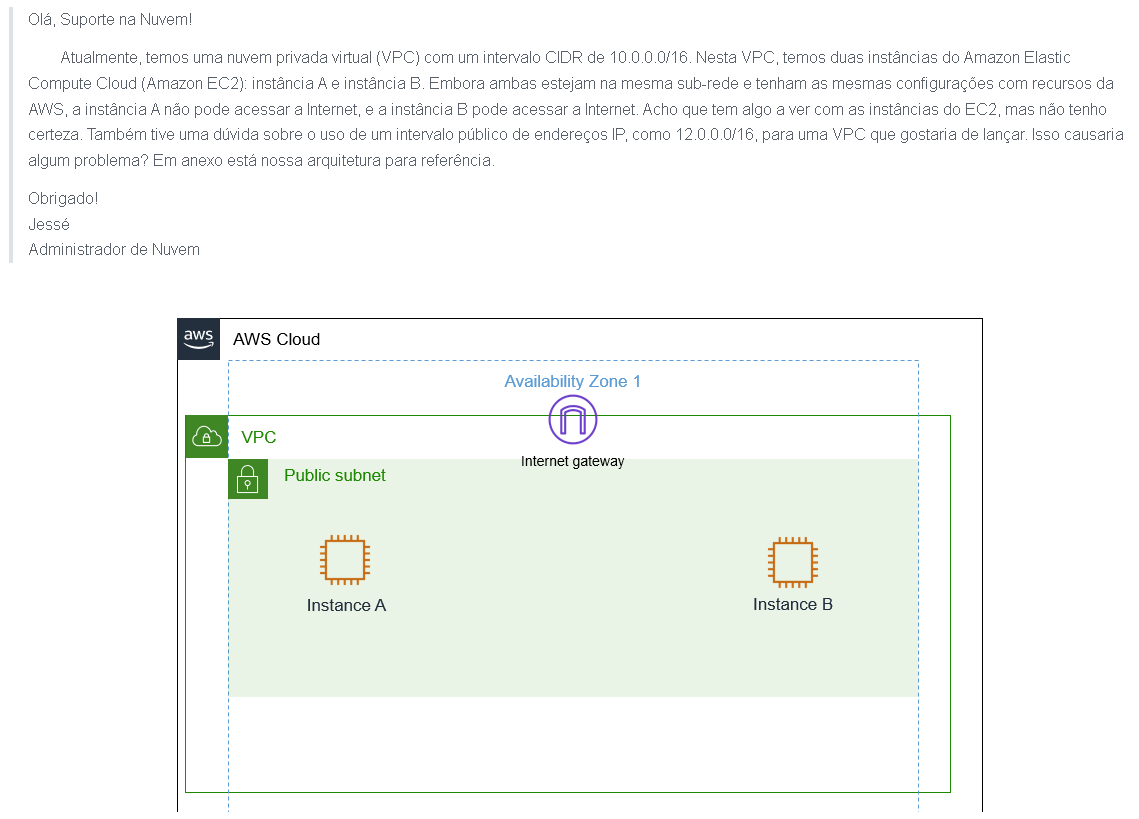 Olá, Suporte na Nuvem!
Atualmente, temos uma nuvem privada virtual (VPC) com um intervalo CIDR de 10.0.0.0/16. Nesta VPC, temos duas instâncias do Amazon Elastic
Compute Cloud (Amazon EC2): instância A e instância B. Embora ambas estejam na mesma sub-rede e tenham as mesmas configurações com recursos da
AWS, a instância A não pode acessar a Internet, e a instância B pode acessar a Internet. Acho que tem algo a ver com as instâncias do EC2, mas não tenho
certeza. Também tive uma dúvida sobre o uso de um intervalo público de endereços IP, como 12.0.0.0/16, para uma VPC que gostaria de lançar. Isso causaria
algum problema? Em anexo está nossa arquitetura para referência.
Obrigado!
Jessé
Administrador de Nuvem
aws
AWS Cloud
Availability Zone 1
VPC
Internet gateway
Public subnet
Instance A
Instance B